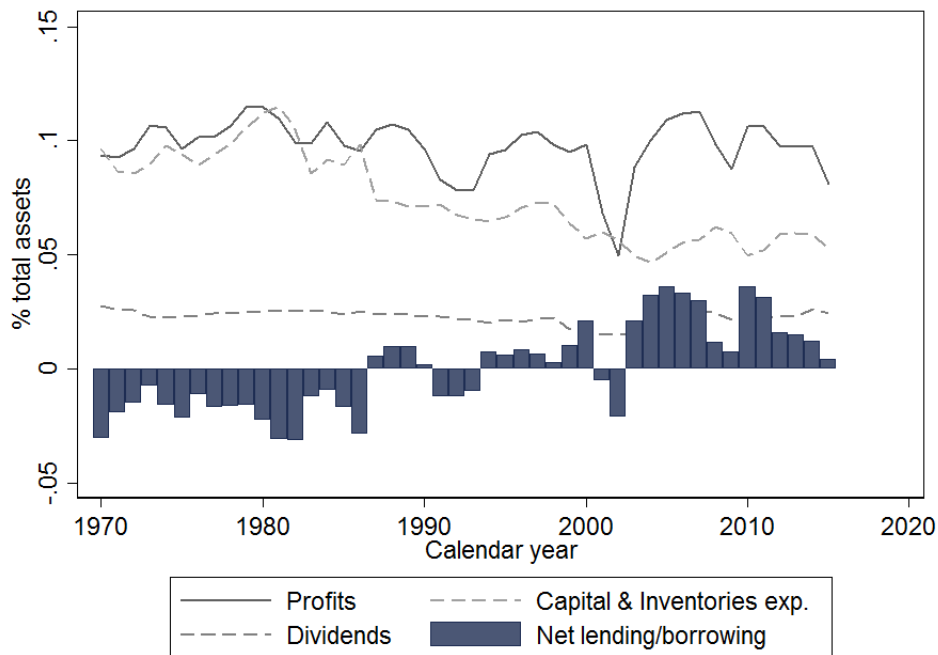 .15
.1
.05
0
-.05
% total assets
1970 1980 1990 2000 2010 2020
Calendar year
Profits Capital & Inventories exp.
Dividends Net lending/borrowing